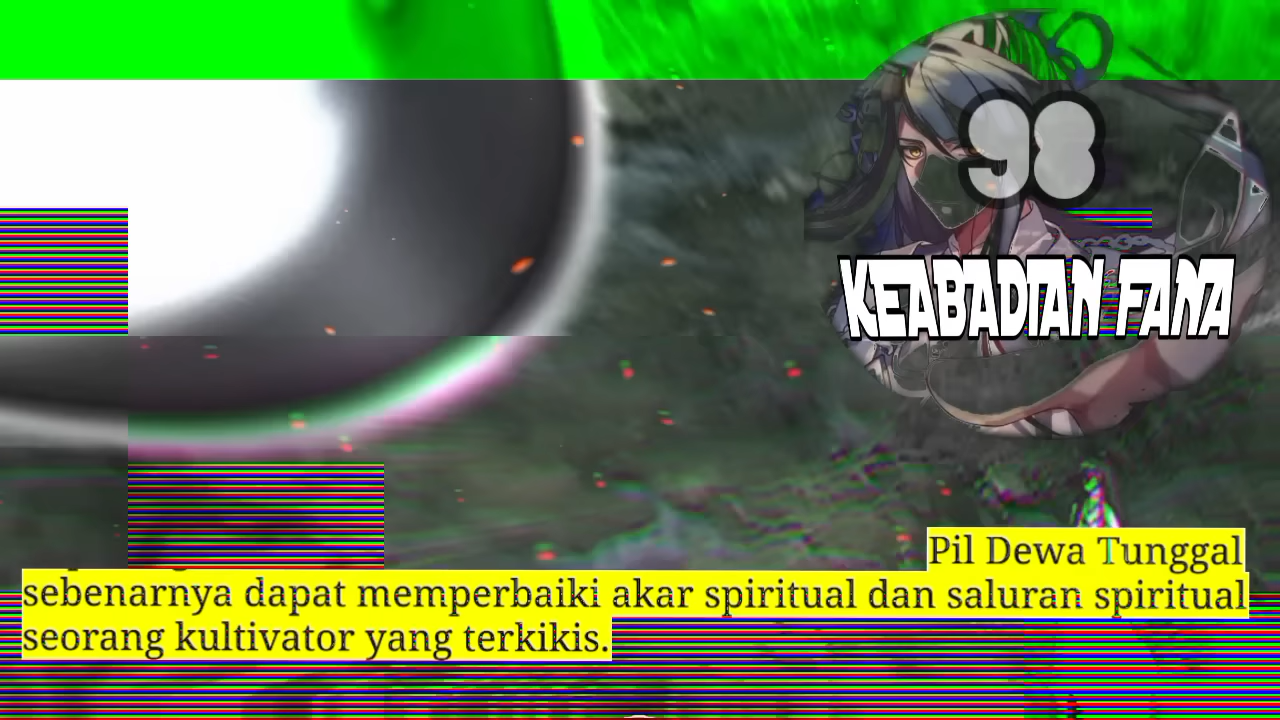 98
KEABADIAN FANA
Pil Dewa Tunggal
sebenarnya dapat memperbaiki akar spiritual dan saluran spiritual
seorang kultivator yang terkikis.